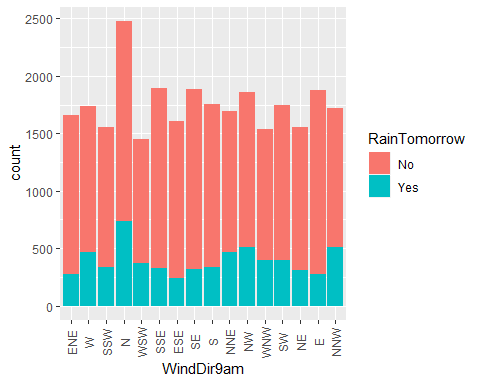 2500
2000
1500
1000
500
0
count
ENE
W
SSW
N
WSW
SSE
ESE
SE
S
NNE
NW
WNW
SW
NE
E
NNW
WindDir9am
RainTomorrow
No
Yes